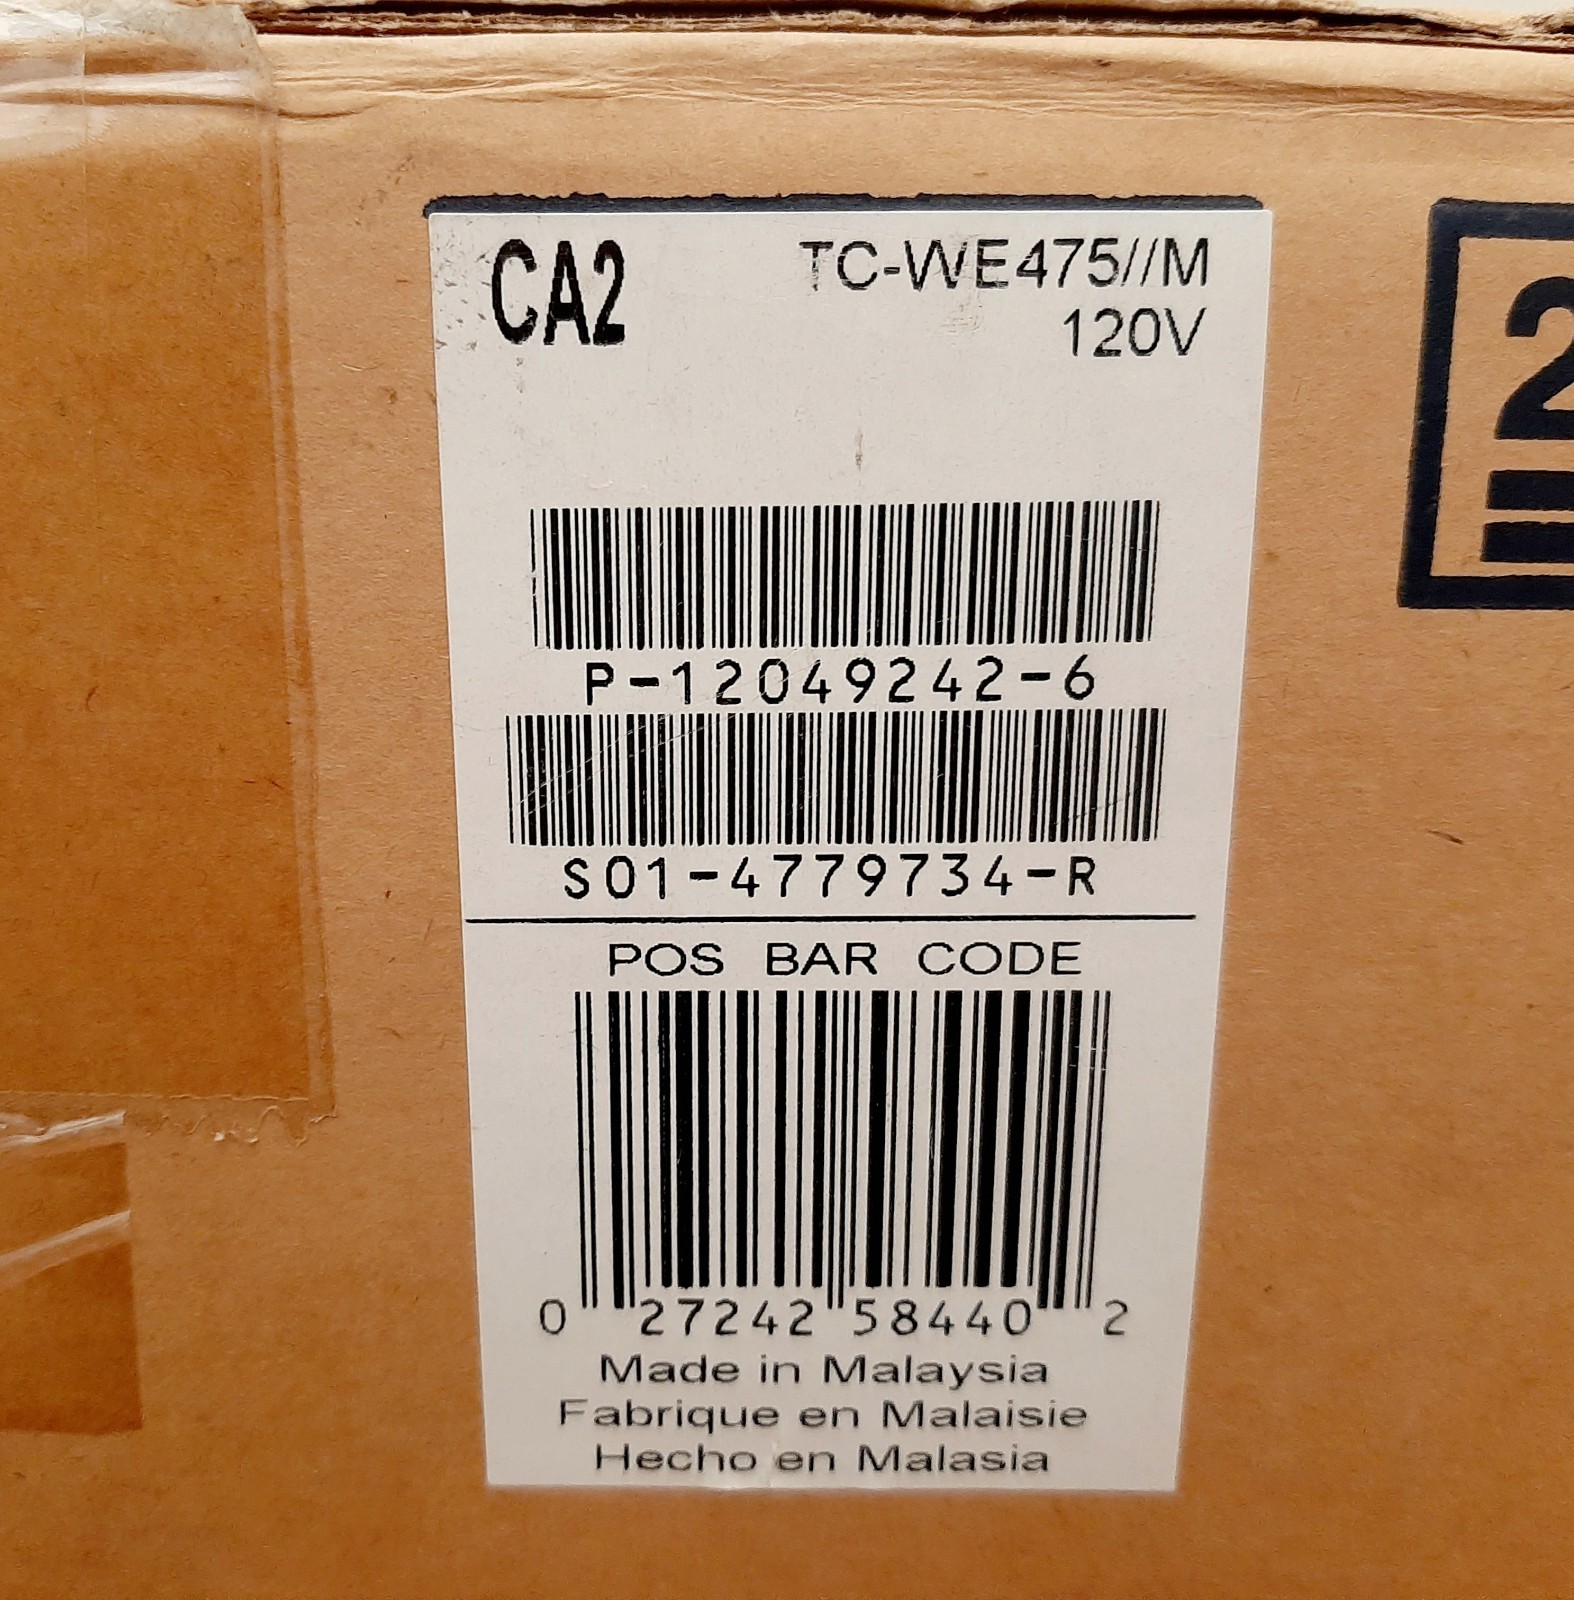 CA2
TC-WE475//M
120V
2
P-12049242-6
S01-4779734-R
POS BAR CODE
0 27242 58440 2
Made in Malaysia
Fabrique en Malaisie
Hecho en Malasia